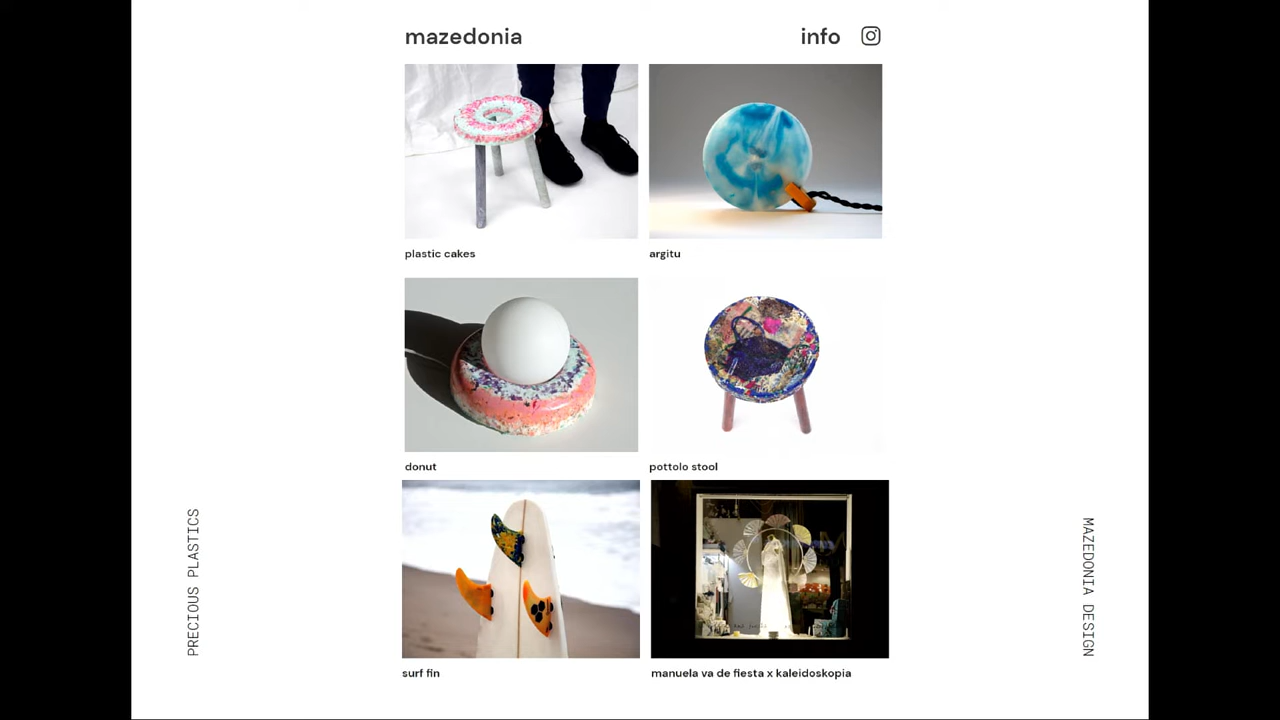 mazedonia
info
plastic cakes
argitu
donut
pottolo stool
surf fin
manuela va de fiesta x kaleidoskopia
PRECIOUS PLASTICS
MAZEDONIA DESIGN